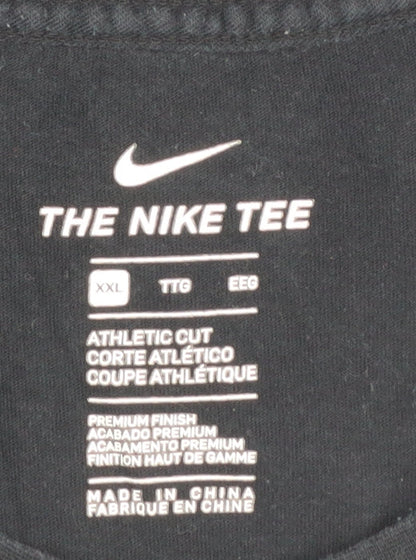 THE NIKE TEE
XXL TTG EEG
ATHLETIC CUT
CORTE ATLÉTICO
COUPE ATHLÉTIQUE
PREMIUM FINISH
ACABADO PREMIUM
ACABAMENTO PREMIUM
FINITION HAUT DE GAMME
MADE IN CHINA
FABRIQUE EN CHINE